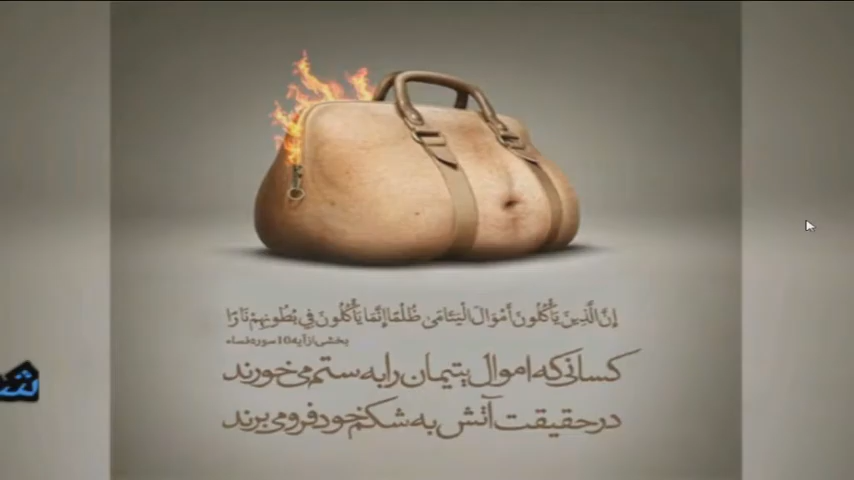 إِنَّ الَّذِينَ يَأْكُلُونَ أَمْوَالَ الْيَتَامَىٰ ظُلْمًا إِنَّمَا يَأْكُلُونَ فِي بُطُونِهِمْ نَارًا
بخشی از آیه 10 سوره نساء
کسانی که اموال یتیمان را به ستم می خورند
در حقیقت آتش به شکم خود فرو می برند